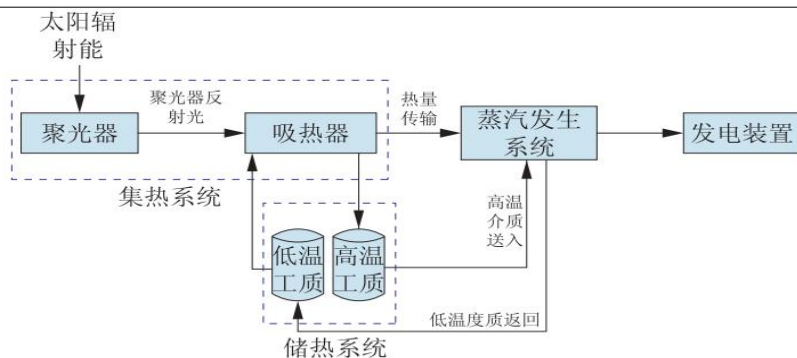 太阳辐
射能
聚光器
聚光器反
射光
吸热器
热量
传输
蒸汽发生
系统
发电装置
集热系统
低温
工质
高温
工质
高温
介质
送入
低温度质返回
储热系统